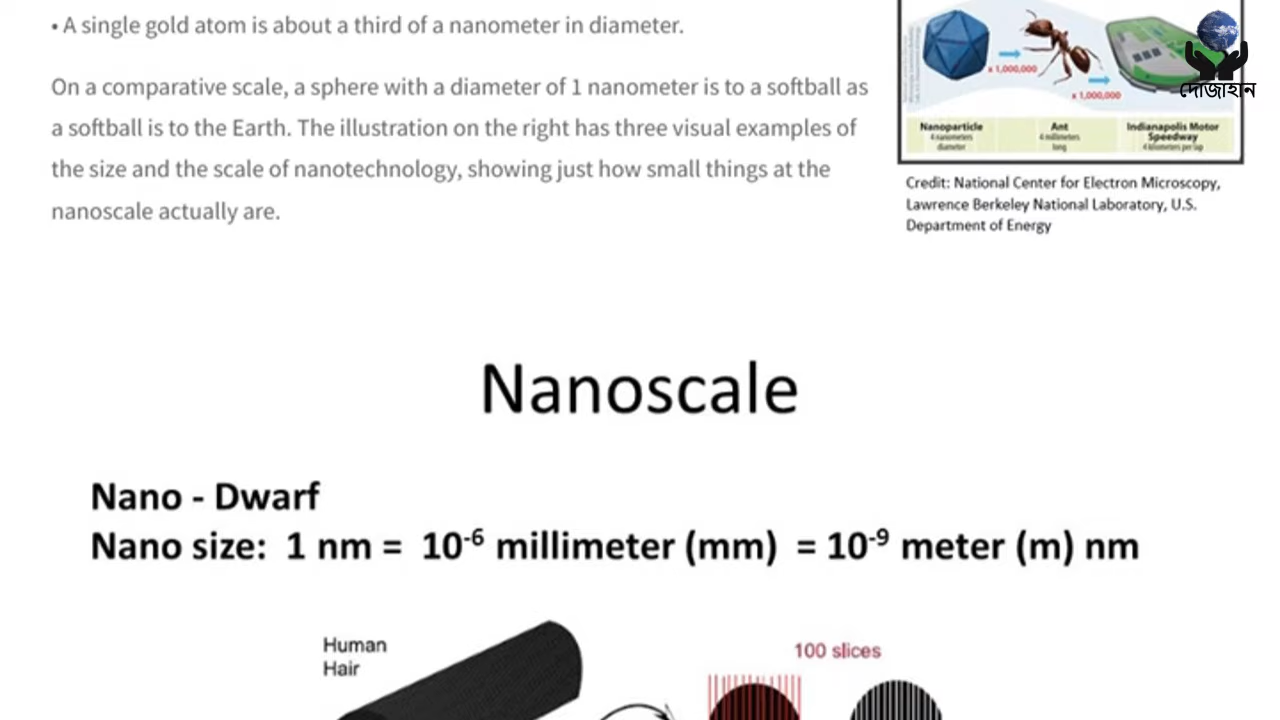 • A single gold atom is about a third of a nanometer in diameter.
On a comparative scale, a sphere with a diameter of 1 nanometer is to a softball as
a softball is to the Earth. The illustration on the right has three visual examples of
the size and the scale of nanotechnology, showing just how small things at the
nanoscale actually are.
x 1,000,000
x 1,000,000
দোজাহান
Nanoparticle
4 nanometers
diameter
Ant
4 millimeters
long
Indianapolis Motor
Speedway
4 kilometers per lap
Credit: National Center for Electron Microscopy,
Lawrence Berkeley National Laboratory, U.S.
Department of Energy
Nanoscale
Nano - Dwarf
Nano size: 1 nm = 10⁻⁶ millimeter (mm) = 10⁻⁹ meter (m) nm
Human
Hair
100 slices